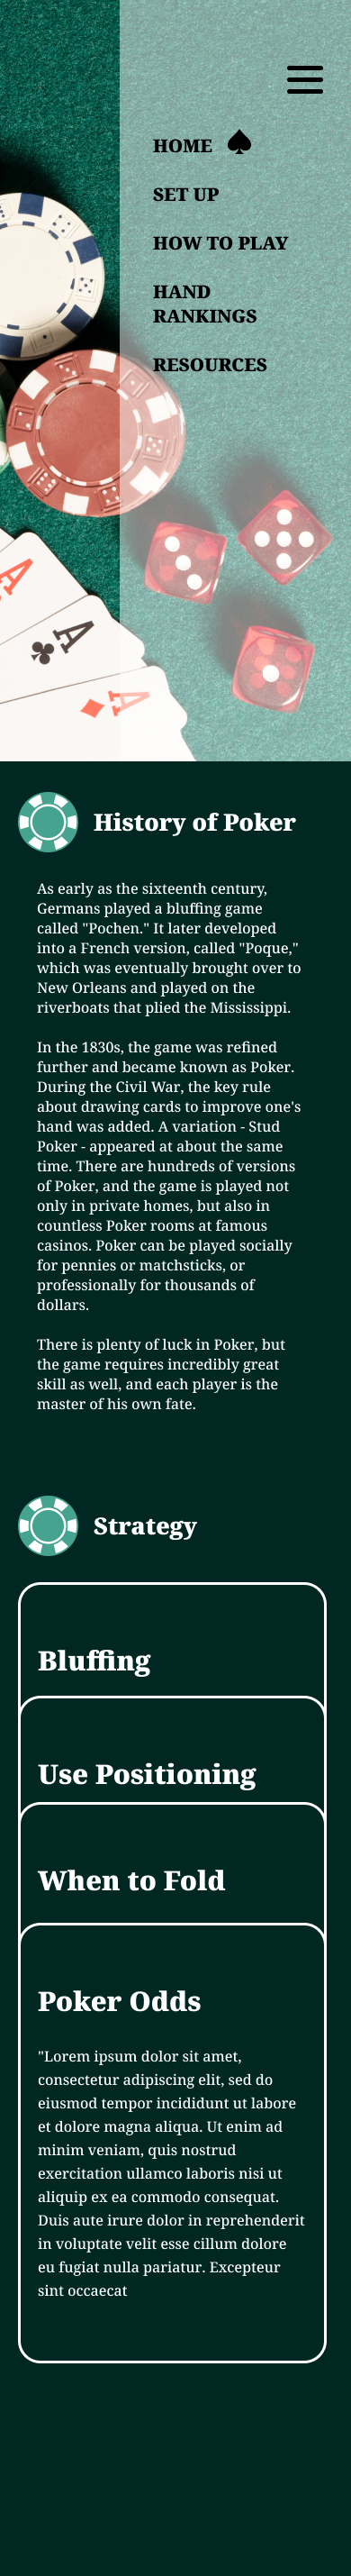 HOME
SET UP
HOW TO PLAY
HAND
RANKINGS
RESOURCES
A
A
A
History of Poker
As early as the sixteenth century,
Germans played a bluffing game
called "Pochen." It later developed
into a French version, called "Poque,"
which was eventually brought over to
New Orleans and played on the
riverboats that plied the Mississippi.
In the 1830s, the game was refined
further and became known as Poker.
During the Civil War, the key rule
about drawing cards to improve one's
hand was added. A variation - Stud
Poker - appeared at about the same
time. There are hundreds of versions
of Poker, and the game is played not
only in private homes, but also in
countless Poker rooms at famous
casinos. Poker can be played socially
for pennies or matchsticks, or
professionally for thousands of
dollars.
There is plenty of luck in Poker, but
the game requires incredibly great
skill as well, and each player is the
master of his own fate.
Strategy
Bluffing
Use Positioning
When to Fold
Poker Odds
"Lorem ipsum dolor sit amet,
consectetur adipiscing elit, sed do
eiusmod tempor incididunt ut labore
et dolore magna aliqua. Ut enim ad
minim veniam, quis nostrud
exercitation ullamco laboris nisi ut
aliquip ex ea commodo consequat.
Duis aute irure dolor in reprehenderit
in voluptate velit esse cillum dolore
eu fugiat nulla pariatur. Excepteur
sint occaecat